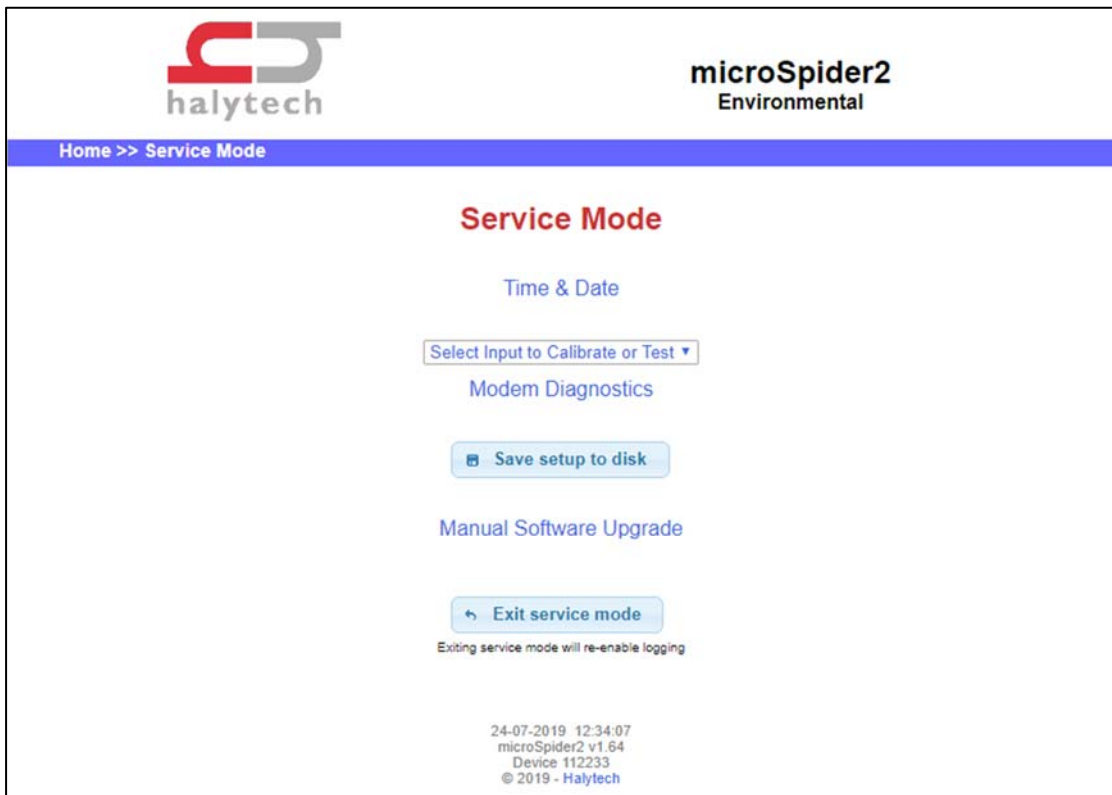 halytech
microSpider2
Environmental
Home >> Service Mode
Service Mode
Time & Date
Select Input to Calibrate or Test
Modem Diagnostics
Save setup to disk
Manual Software Upgrade
Exit service mode
Exiting service mode will re-enable logging
24-07-2019 12:34:07
microSpider2 v1.64
Device 112233
© 2019 - Halytech